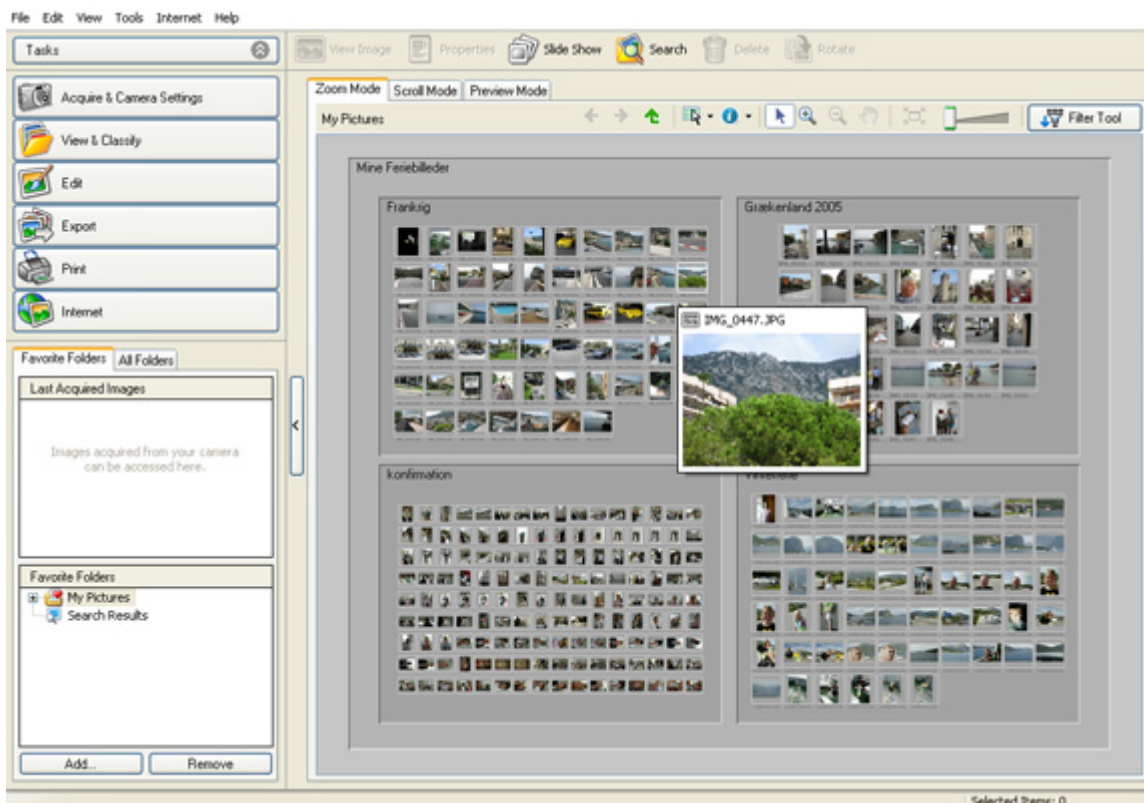 File Edit View Tools Internet Help
Tasks
View Image Properties Slide Show Search Delete Rotate
Acquire & Camera Settings
View & Classify
Edit
Export
Print
Internet
Zoom Mode Scroll Mode Preview Mode
My Pictures
Filter Tool
Mine Feriebilleder
Frankrig
Grækenland 2005
IMG_0447.JPG
konfirmation
Favorite Folders All Folders
Last Acquired Images
Images acquired from your camera
can be accessed here.
Favorite Folders
My Pictures
Search Results
Add... Remove
Selected Items: 0